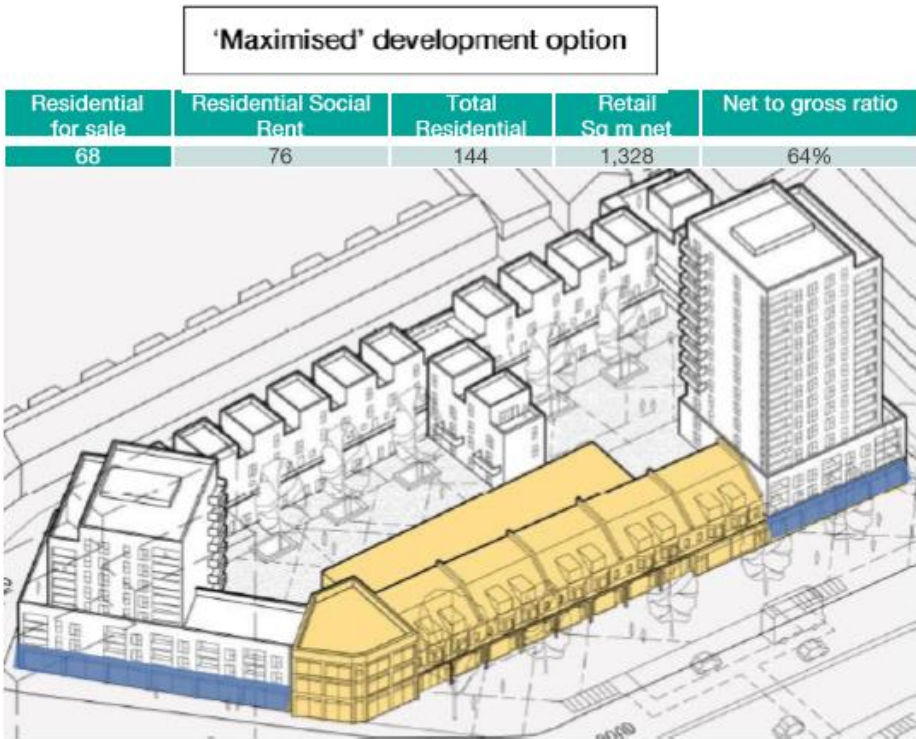 ‘Maximised’ development option
Residential for sale
Residential Social Rent
Total Residential
Retail Sq m net
Net to gross ratio
68 76 144 1,328 64%
ROAD